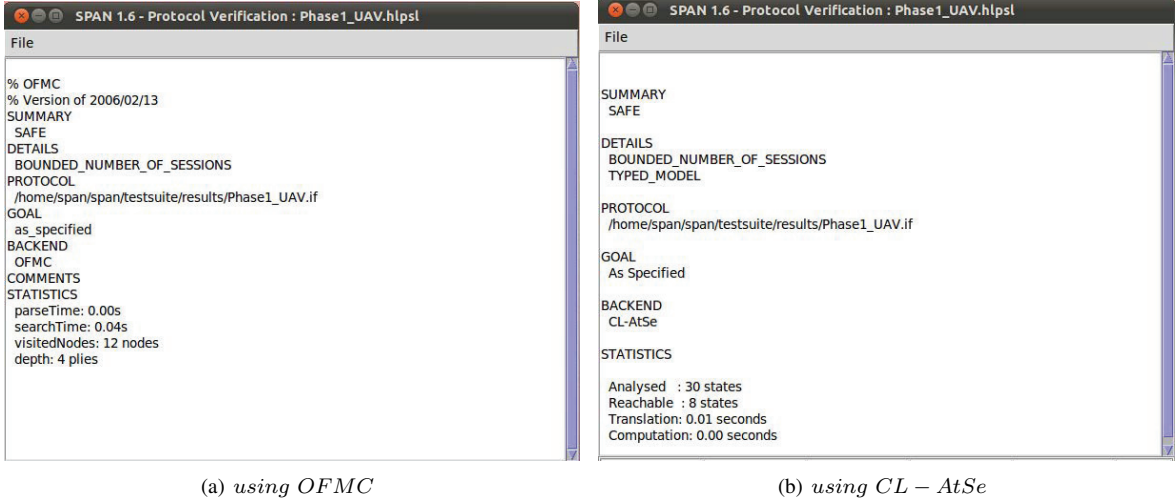 SPAN 1.6 - Protocol Verification : Phase1_UAV.hlpsl
File
% OFMC
% Version of 2006/02/13
SUMMARY
SAFE
DETAILS
BOUNDED_NUMBER_OF_SESSIONS
PROTOCOL
/home/span/span/testsuite/results/Phase1_UAV.if
GOAL
as_specified
BACKEND
OFMC
COMMENTS
STATISTICS
parseTime: 0.00s
searchTime: 0.04s
visitedNodes: 12 nodes
depth: 4 plies
(a) using OFMC
SPAN 1.6 - Protocol Verification : Phase1_UAV.hlpsl
File
SUMMARY
SAFE
DETAILS
BOUNDED_NUMBER_OF_SESSIONS
TYPED_MODEL
PROTOCOL
/home/span/span/testsuite/results/Phase1_UAV.if
GOAL
As Specified
BACKEND
CL-AtSe
STATISTICS
Analysed : 30 states
Reachable : 8 states
Translation: 0.01 seconds
Computation: 0.00 seconds
(b) using CL − AtSe